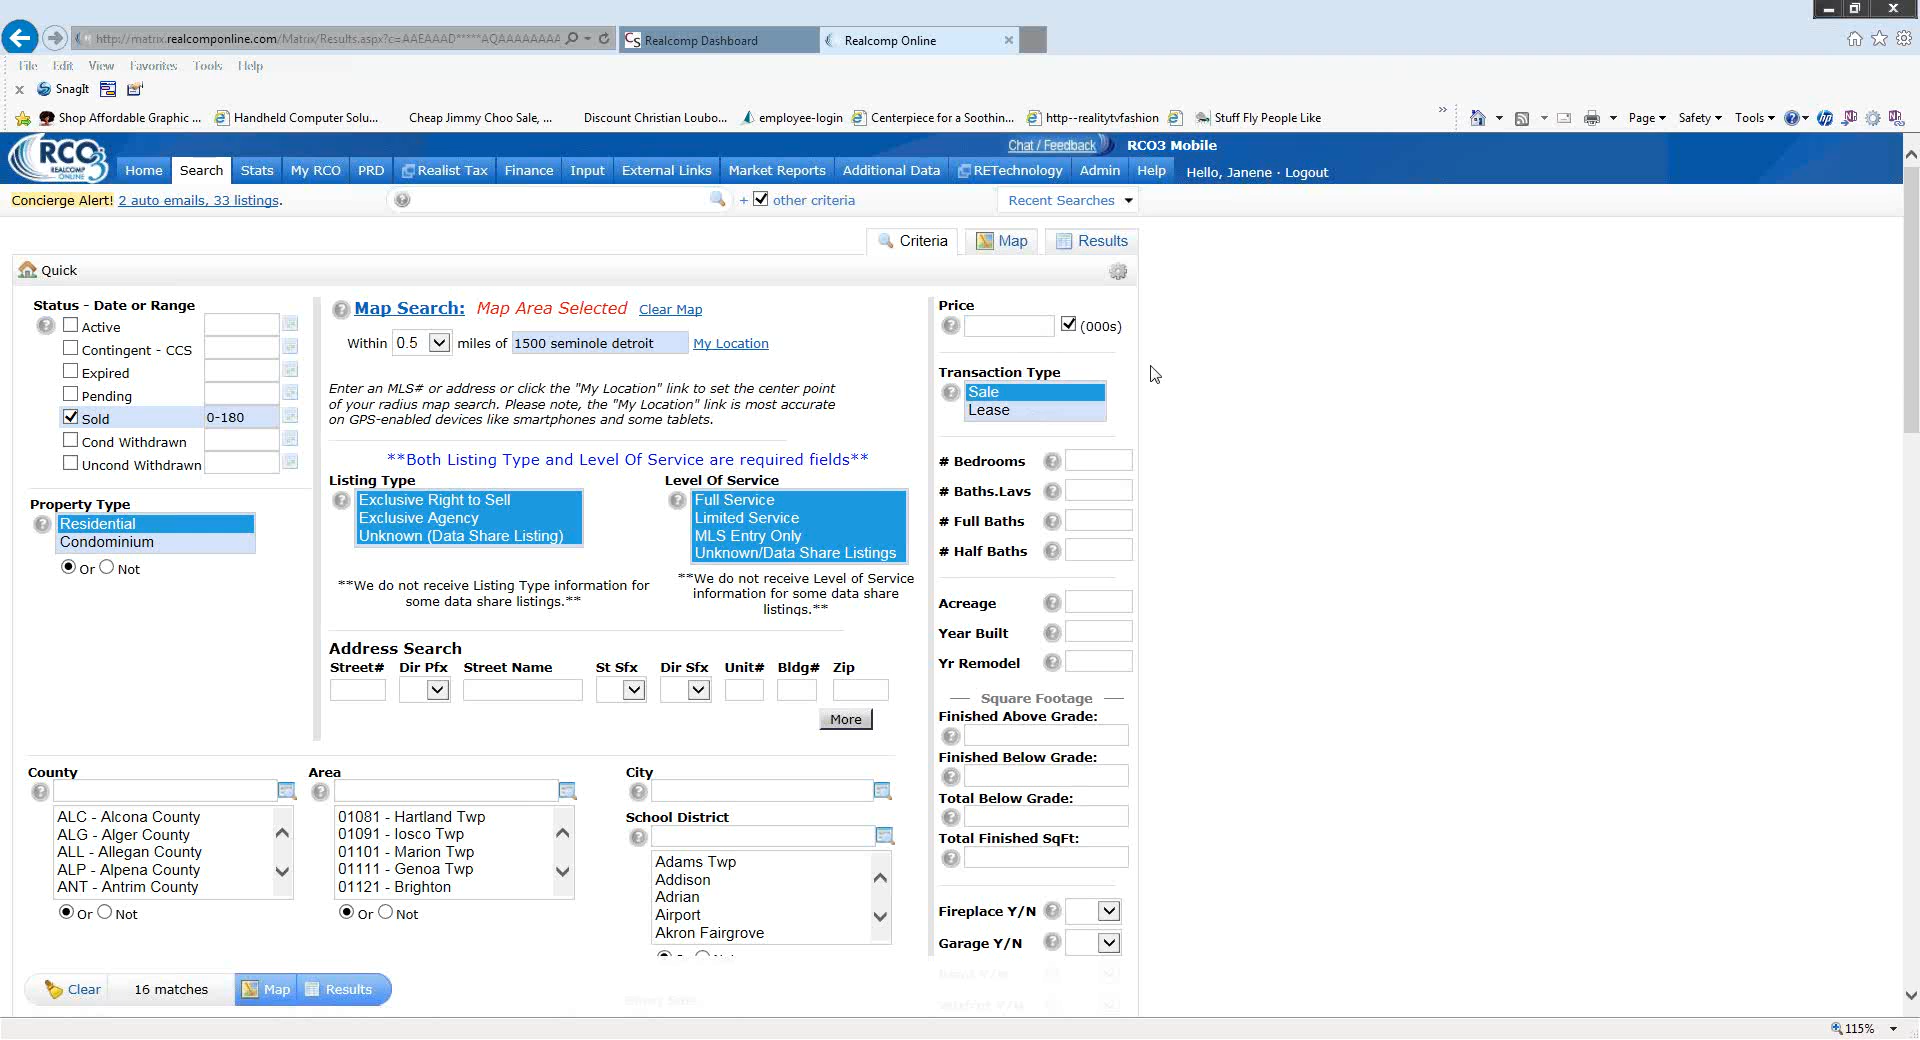 http://matrix.realcomponline.com/Matrix/Results.aspx?c=AAEAAAD*****AQAAAAAAAA
Realcomp Dashboard
Realcomp Online
File Edit View Favorites Tools Help
x SnagIt
Shop Affordable Graphic ... Handheld Computer Solu... Cheap Jimmy Choo Sale, ... Discount Christian Loubo... employee-login Centerpiece for a Soothin... http--realitytvfashion Stuff Fly People Like
Page Safety Tools
RCO3 REALCOMP ONLINE
Chat / Feedback RCO3 Mobile
Home Search Stats My RCO PRD Realist Tax Finance Input External Links Market Reports Additional Data RETechnology Admin Help Hello, Janene · Logout
Concierge Alert! 2 auto emails, 33 listings.
+ other criteria
Recent Searches
Criteria Map Results
Quick
Status - Date or Range
Active
Contingent - CCS
Expired
Pending
Sold 0-180
Cond Withdrawn
Uncond Withdrawn
Property Type
Residential
Condominium
Or Not
Map Search: Map Area Selected Clear Map
Within 0.5 miles of 1500 seminole detroit My Location
Enter an MLS# or address or click the "My Location" link to set the center point
of your radius map search. Please note, the "My Location" link is most accurate
on GPS-enabled devices like smartphones and some tablets.
**Both Listing Type and Level Of Service are required fields**
Listing Type
Exclusive Right to Sell
Exclusive Agency
Unknown (Data Share Listing)
**We do not receive Listing Type information for
some data share listings.**
Level Of Service
Full Service
Limited Service
MLS Entry Only
Unknown/Data Share Listings
**We do not receive Level of Service
information for some data share
listings.**
Address Search
Street# Dir Pfx Street Name St Sfx Dir Sfx Unit# Bldg# Zip
More
Price
(000s)
Transaction Type
Sale
Lease
# Bedrooms
# Baths.Lavs
# Full Baths
# Half Baths
Acreage
Year Built
Yr Remodel
Square Footage
Finished Above Grade:
Finished Below Grade:
Total Below Grade:
Total Finished SqFt:
Fireplace Y/N
Garage Y/N
County
ALC - Alcona County
ALG - Alger County
ALL - Allegan County
ALP - Alpena County
ANT - Antrim County
Or Not
Area
01081 - Hartland Twp
01091 - Iosco Twp
01101 - Marion Twp
01111 - Genoa Twp
01121 - Brighton
Or Not
City
School District
Adams Twp
Addison
Adrian
Airport
Akron Fairgrove
Clear 16 matches Map Results
115%